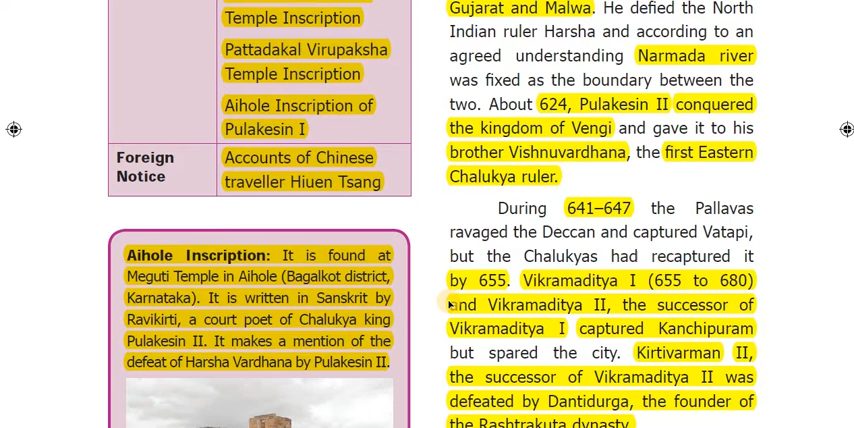 Temple Inscription
Pattadakal Virupaksha
Temple Inscription
Aihole Inscription of
Pulakesin I
Foreign
Notice
Accounts of Chinese
traveller Hiuen Tsang
Aihole Inscription: It is found at
Meguti Temple in Aihole (Bagalkot district,
Karnataka). It is written in Sanskrit by
Ravikirti, a court poet of Chalukya king
Pulakesin II. It makes a mention of the
defeat of Harsha Vardhana by Pulakesin II.
Gujarat and Malwa. He defied the North
Indian ruler Harsha and according to an
agreed understanding Narmada river
was fixed as the boundary between the
two. About 624, Pulakesin II conquered
the kingdom of Vengi and gave it to his
brother Vishnuvardhana, the first Eastern
Chalukya ruler.
During 641–647 the Pallavas
ravaged the Deccan and captured Vatapi,
but the Chalukyas had recaptured it
by 655. Vikramaditya I (655 to 680)
and Vikramaditya II, the successor of
Vikramaditya I captured Kanchipuram
but spared the city. Kirtivarman II,
the successor of Vikramaditya II was
defeated by Dantidurga, the founder of
the Rashtrakuta dynasty.